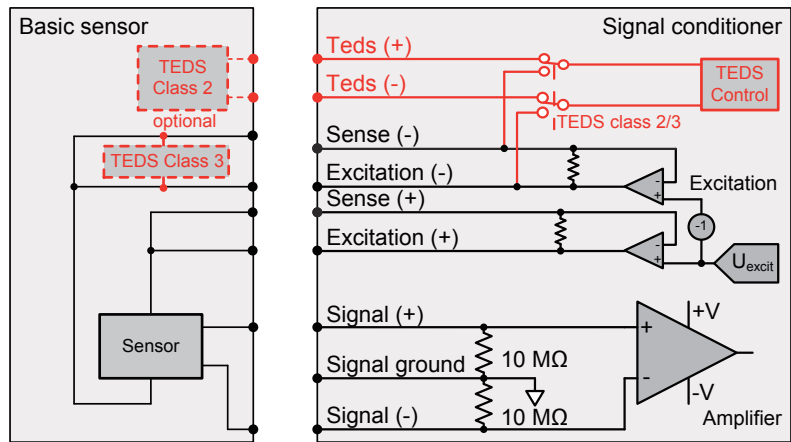 Basic sensor
TEDS
Class 2
optional
TEDS Class 3
Sensor
Signal conditioner
Teds (+)
Teds (-)
TEDS
Control
TEDS class 2/3
Sense (-)
Excitation (-)
Sense (+)
Excitation (+)
-
+
Excitation
-1
-
+
Uexcit
Signal (+)
Signal ground
Signal (-)
10 MΩ
10 MΩ
+
-
+V
-V
Amplifier